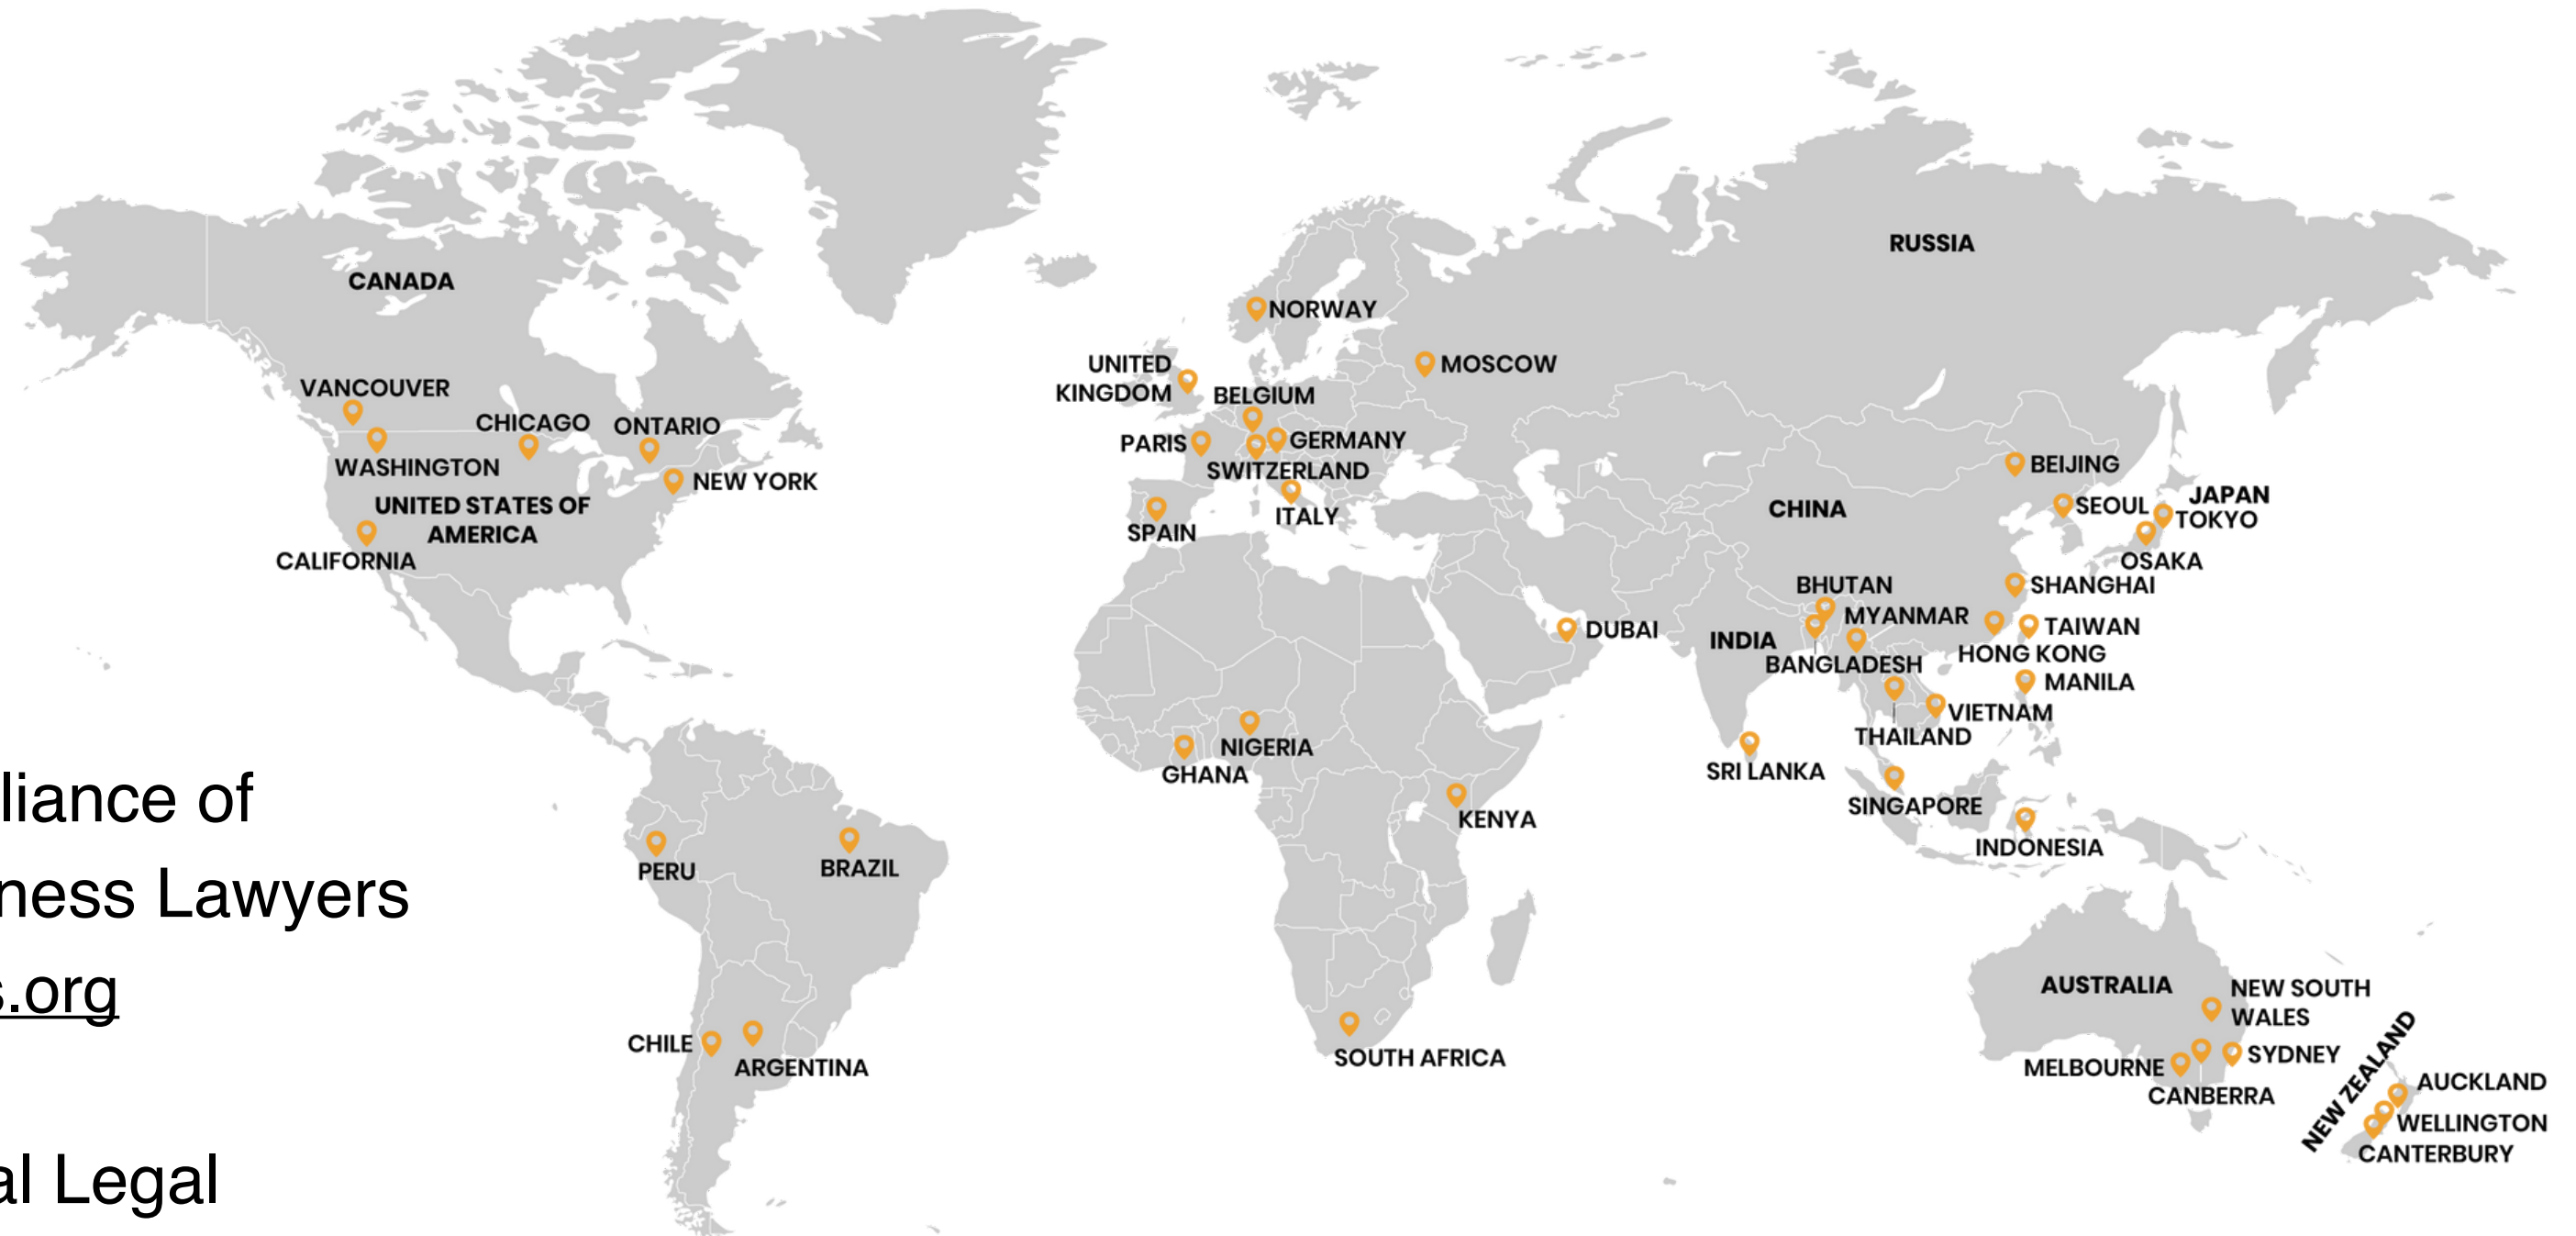 CANADA
RUSSIA
NORWAY
UNITED
KINGDOM
MOSCOW
BELGIUM
VANCOUVER
CHICAGO
ONTARIO
PARIS
GERMANY
WASHINGTON
SWITZERLAND
NEW YORK
UNITED STATES OF
AMERICA
SPAIN
ITALY
CALIFORNIA
BEIJING
CHINA
SEOUL
JAPAN
TOKYO
OSAKA
BHUTAN
SHANGHAI
MYANMAR
DUBAI
INDIA
TAIWAN
BANGLADESH
HONG KONG
MANILA
VIETNAM
THAILAND
NIGERIA
GHANA
SRI LANKA
SINGAPORE
KENYA
INDONESIA
PERU
BRAZIL
CHILE
ARGENTINA
SOUTH AFRICA
AUSTRALIA
NEW SOUTH
WALES
MELBOURNE
SYDNEY
CANBERRA
NEW ZEALAND
AUCKLAND
WELLINGTON
CANTERBURY
liance of
ness Lawyers
s.org
al Legal